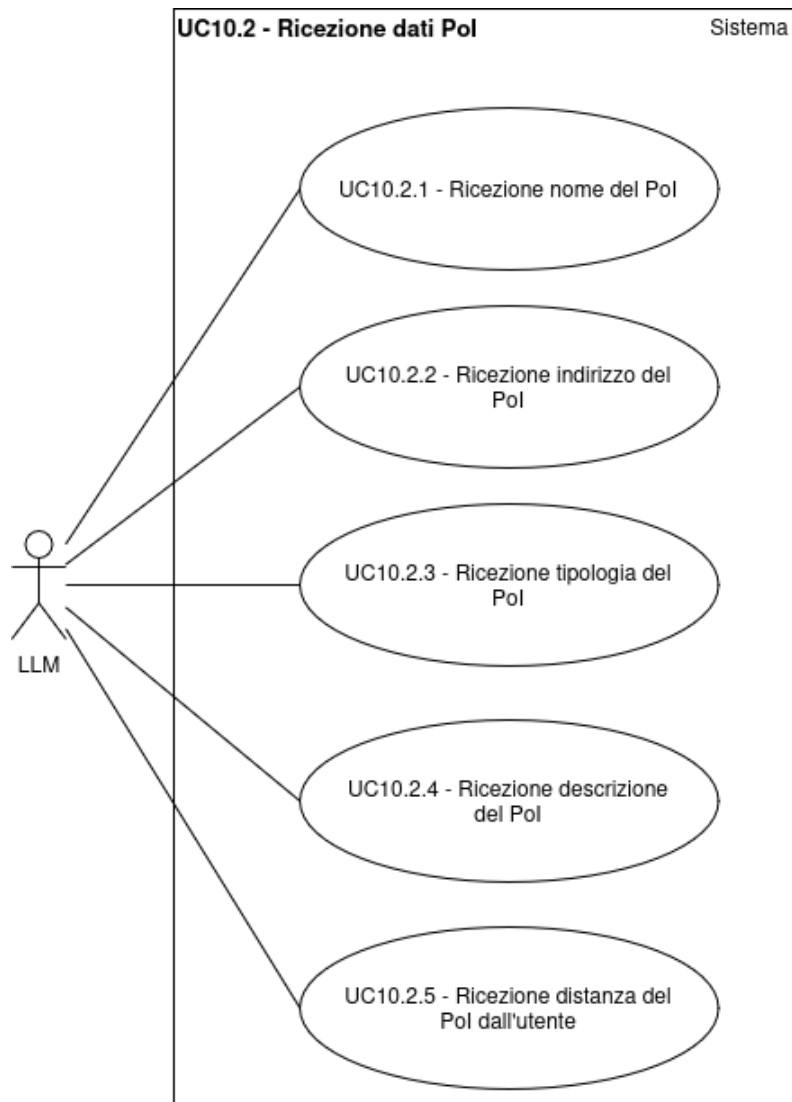 UC10.2 - Ricezione dati PoI
Sistema
UC10.2.1 - Ricezione nome del PoI
UC10.2.2 - Ricezione indirizzo del
PoI
UC10.2.3 - Ricezione tipologia del
PoI
LLM
UC10.2.4 - Ricezione descrizione
del PoI
UC10.2.5 - Ricezione distanza del
PoI dall'utente